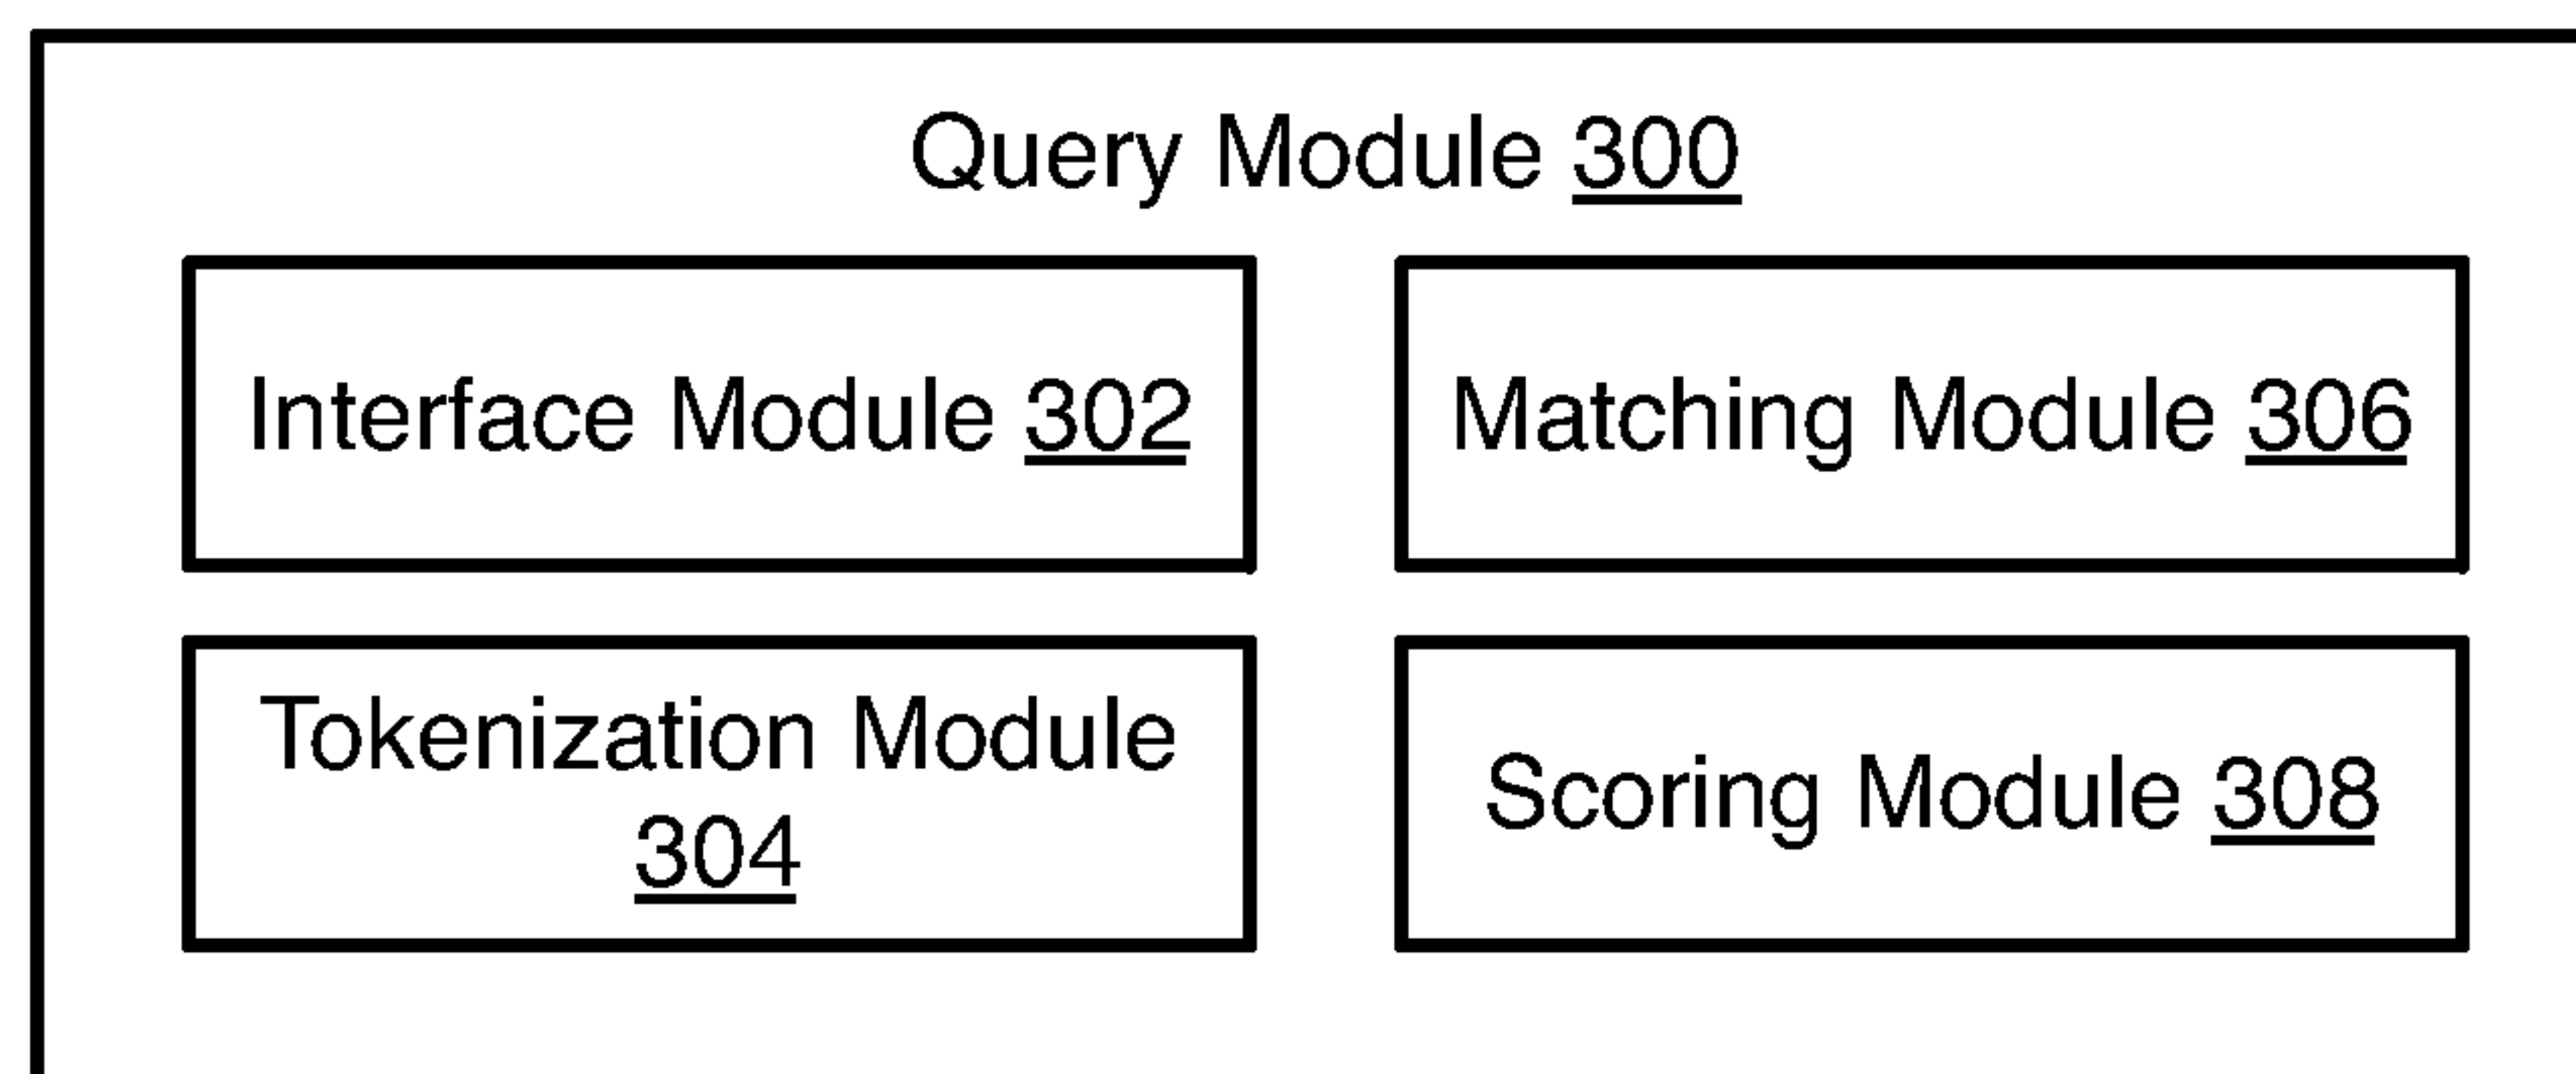 Query Module 300
Interface Module 302
Matching Module 306
Tokenization Module
304
Scoring Module 308